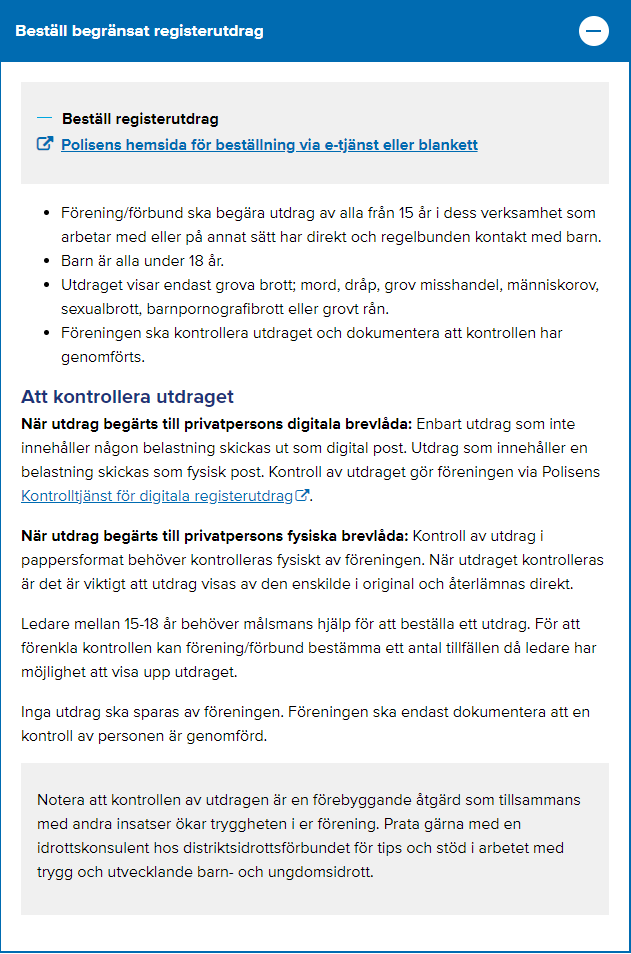 Beställ begränsat registerutdrag
Beställ registerutdrag
Polisens hemsida för beställning via e-tjänst eller blankett
• Förening/förbund ska begära utdrag av alla från 15 år i dess verksamhet som
arbetar med eller på annat sätt har direkt och regelbunden kontakt med barn.
• Barn är alla under 18 år.
• Utdraget visar endast grova brott; mord, dråp, grov misshandel, människorov,
sexualbrott, barnpornografibrott eller grovt rån.
• Föreningen ska kontrollera utdraget och dokumentera att kontrollen har
genomförts.
Att kontrollera utdraget
När utdrag begärts till privatpersons digitala brevlåda: Enbart utdrag som inte
innehåller någon belastning skickas ut som digital post. Utdrag som innehåller en
belastning skickas som fysisk post. Kontroll av utdraget gör föreningen via Polisens
Kontrolltjänst för digitala registerutdrag.
När utdrag begärts till privatpersons fysiska brevlåda: Kontroll av utdrag i
pappersformat behöver kontrolleras fysiskt av föreningen. När utdraget kontrolleras
är det är viktigt att utdrag visas av den enskilde i original och återlämnas direkt.
Ledare mellan 15-18 år behöver målsmans hjälp för att beställa ett utdrag. För att
förenkla kontrollen kan förening/förbund bestämma ett antal tillfällen då ledare har
möjlighet att visa upp utdraget.
Inga utdrag ska sparas av föreningen. Föreningen ska endast dokumentera att en
kontroll av personen är genomförd.
Notera att kontrollen av utdragen är en förebyggande åtgärd som tillsammans
med andra insatser ökar tryggheten i er förening. Prata gärna med en
idrottskonsulent hos distriktsidrottsförbundet för tips och stöd i arbetet med
trygg och utvecklande barn- och ungdomsidrott.